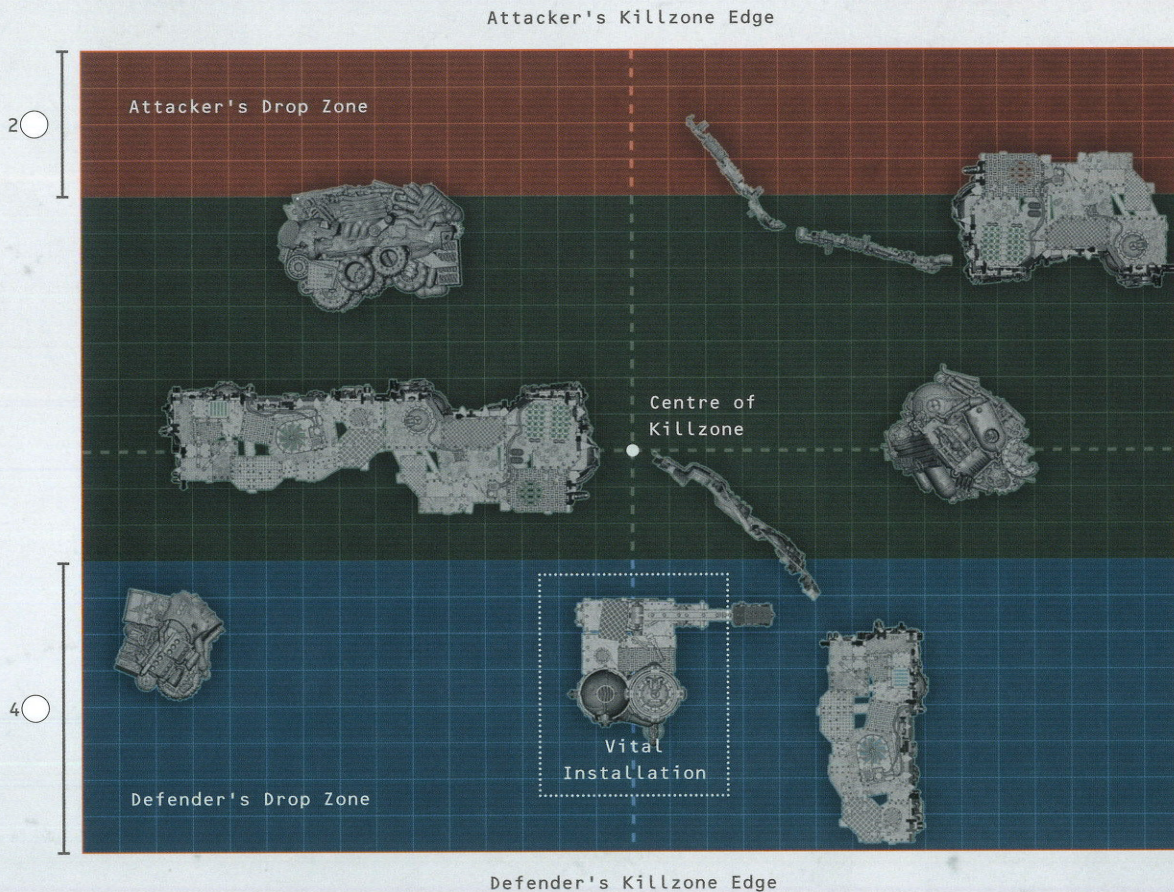 Attacker's Killzone Edge
Attacker's Drop Zone
2
Centre of
Killzone
4
Vital
Installation
Defender's Drop Zone
Defender's Killzone Edge